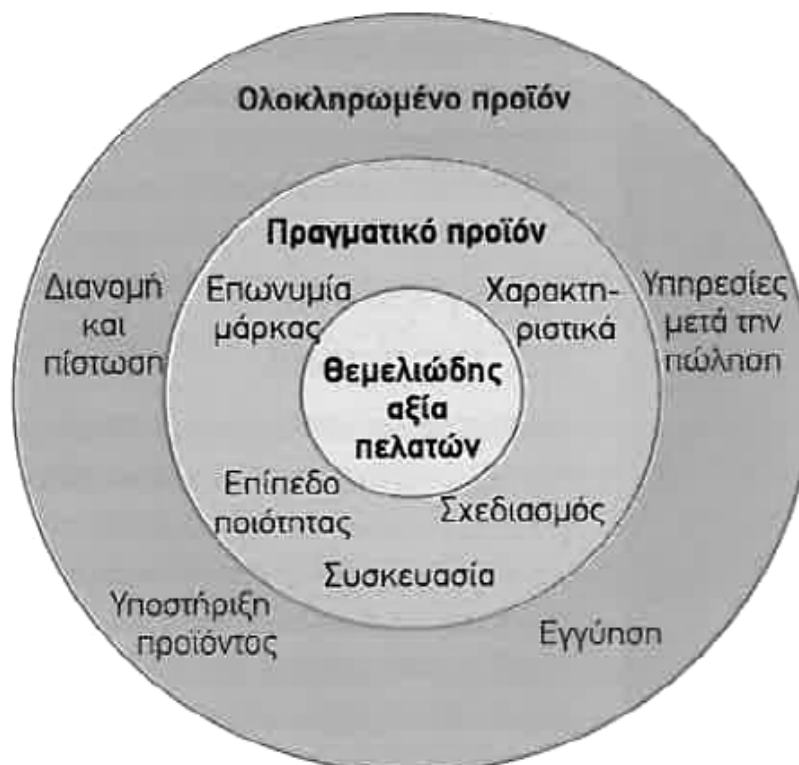 Ολοκληρωμένο προϊόν
Πραγματικό προϊόν
Διανομή
και
πίστωση
Επωνυμία
μάρκας
Χαρακτη-
ριστικά
Υπηρεσίες
μετά την
πώληση
Θεμελιώδης
αξία
πελατών
Επίπεδο
ποιότητας
Σχεδιασμός
Συσκευασία
Υποστήριξη
προϊόντος
Εγγύηση